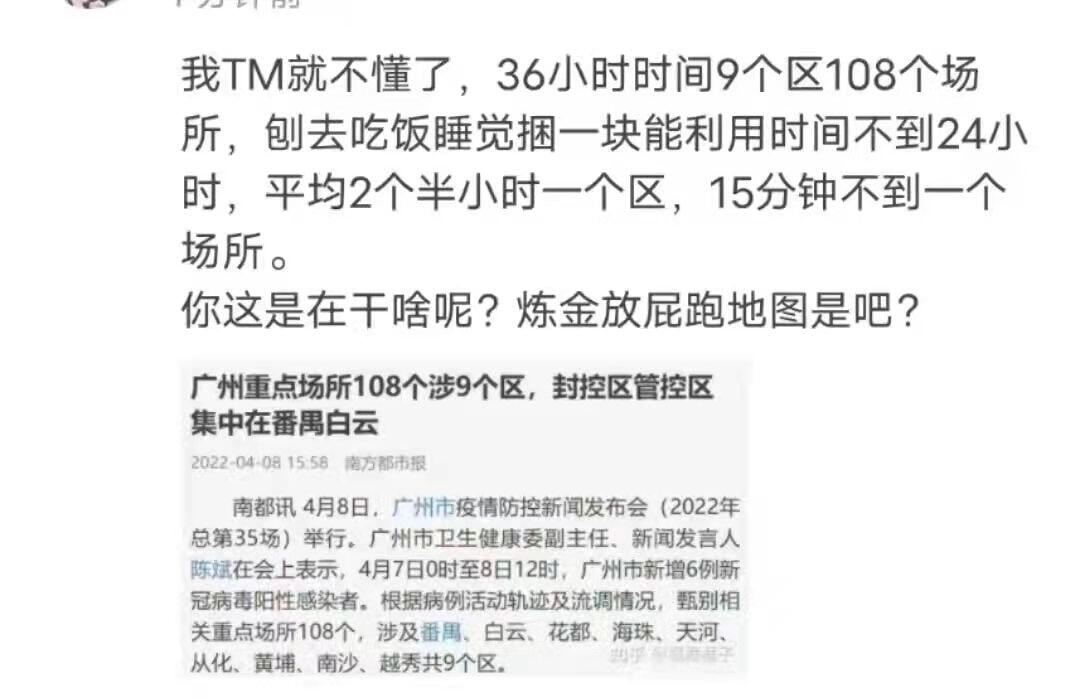 我TM就不懂了，36小时时间9个区108个场
所，刨去吃饭睡觉捆一块能利用时间不到24小
时，平均2个半小时一个区，15分钟不到一个
场所。
你这是在干啥呢？炼金放屁跑地图是吧？
广州重点场所108个涉9个区，封控区管控区
集中在番禺白云
2022-04-08 15:58 南方都市报
南都讯 4月8日，广州市疫情防控新闻发布会（2022年
总第35场）举行。广州市卫生健康委副主任、新闻发言人
陈斌在会上表示，4月7日0时至8日12时，广州市新增6例新
冠病毒阳性感染者。根据病例活动轨迹及流调情况，甄别相
关重点场所108个，涉及番禺、白云、花都、海珠、天河、
从化、黄埔、南沙、越秀共9个区。
知乎